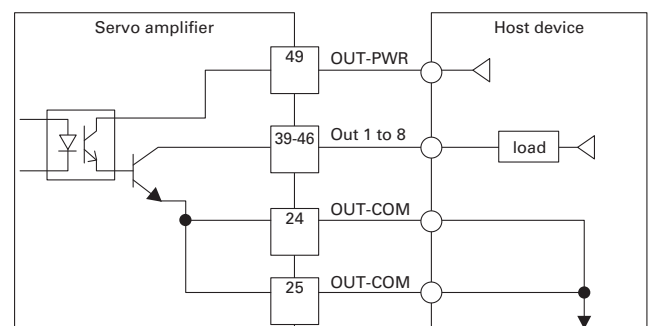 Servo amplifier
Host device
49
OUT-PWR
39-46
Out 1 to 8
load
24
OUT-COM
25
OUT-COM